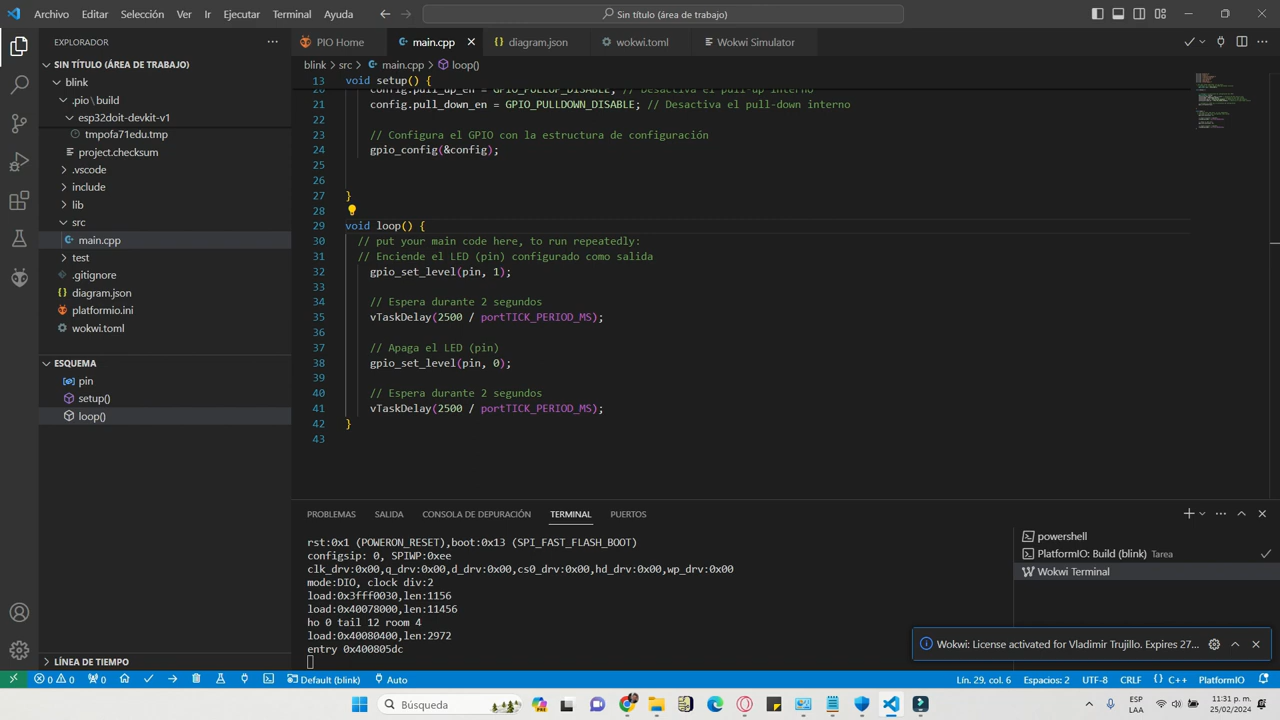 Archivo Editar Selección Ver Ir Ejecutar Terminal Ayuda
Sin título (área de trabajo)
EXPLORADOR
PIO Home
main.cpp
diagram.json
wokwi.toml
Wokwi Simulator
SIN TÍTULO (ÁREA DE TRABAJO)
blink
.pio \ build
esp32doit-devkit-v1
tmpofa71edu.tmp
project.checksum
.vscode
include
lib
src
main.cpp
test
.gitignore
diagram.json
platformio.ini
wokwi.toml
ESQUEMA
pin
setup()
loop()
LÍNEA DE TIEMPO
blink > src > main.cpp > loop()
13 void setup() {
20 config.pull_up_en = GPIO_PULLUP_DISABLE; // Desactiva el pull-up interno
21 config.pull_down_en = GPIO_PULLDOWN_DISABLE; // Desactiva el pull-down interno
22
23 // Configura el GPIO con la estructura de configuración
24 gpio_config(&config);
25
26
27 }
28
29 void loop() {
30 // put your main code here, to run repeatedly:
31 // Enciende el LED (pin) configurado como salida
32 gpio_set_level(pin, 1);
33
34 // Espera durante 2 segundos
35 vTaskDelay(2500 / portTICK_PERIOD_MS);
36
37 // Apaga el LED (pin)
38 gpio_set_level(pin, 0);
39
40 // Espera durante 2 segundos
41 vTaskDelay(2500 / portTICK_PERIOD_MS);
42 }
43
PROBLEMAS SALIDA CONSOLA DE DEPURACIÓN TERMINAL PUERTOS
rst:0x1 (POWERON_RESET),boot:0x13 (SPI_FAST_FLASH_BOOT)
configsip: 0, SPIWP:0xee
clk_drv:0x00,q_drv:0x00,d_drv:0x00,cs0_drv:0x00,hd_drv:0x00,wp_drv:0x00
mode:DIO, clock div:2
load:0x3fff0030,len:1156
load:0x40078000,len:11456
ho 0 tail 12 room 4
load:0x40080400,len:2972
entry 0x400805dc
powershell
PlatformIO: Build (blink) Tarea
Wokwi Terminal
Wokwi: License activated for Vladimir Trujillo. Expires 27...
0 0 0 Default (blink) Auto
Lín. 29, col. 6 Espacios: 2 UTF-8 CRLF {} C++ PlatformIO
Búsqueda
ESP
LAA
11:31 p. m.
25/02/2024